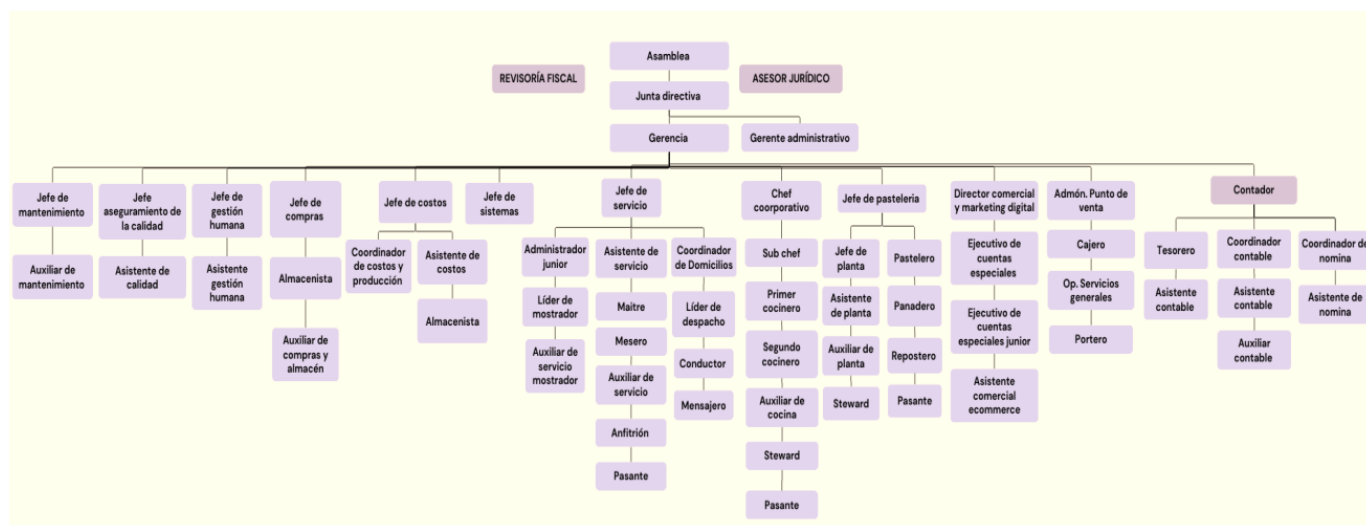 Asamblea
REVISORÍA FISCAL
ASESOR JURÍDICO
Junta directiva
Gerencia
Gerente administrativo
Jefe de
mantenimiento
Auxiliar de
mantenimiento
Jefe
aseguramiento de
la calidad
Asistente de
calidad
Jefe de
gestión
humana
Asistente
gestión
humana
Jefe de
compras
Almacenista
Auxiliar de
compras y
almacén
Jefe de costos
Coordinador
de costos y
producción
Asistente de
costos
Almacenista
Jefe de
sistemas
Jefe de
servicio
Administrador
junior
Líder de
mostrador
Auxiliar de
servicio
mostrador
Asistente de
servicio
Maitre
Mesero
Auxiliar de
servicio
Anfitrión
Pasante
Coordinador
de Domicilios
Líder de
despacho
Conductor
Mensajero
Chef
coorporativo
Sub chef
Primer
cocinero
Segundo
cocinero
Auxiliar de
cocina
Steward
Pasante
Jefe de pasteleria
Jefe de
planta
Asistente
de planta
Auxiliar de
planta
Steward
Pastelero
Panadero
Repostero
Pasante
Director comercial
y marketing digital
Ejecutivo de
cuentas
especiales
Ejecutivo de
cuentas
especiales junior
Asistente
comercial
ecommerce
Admón. Punto de
venta
Cajero
Op. Servicios
generales
Portero
Contador
Tesorero
Asistente
contable
Coordinador
contable
Asistente
contable
Auxiliar
contable
Coordinador de
nomina
Asistente de
nomina